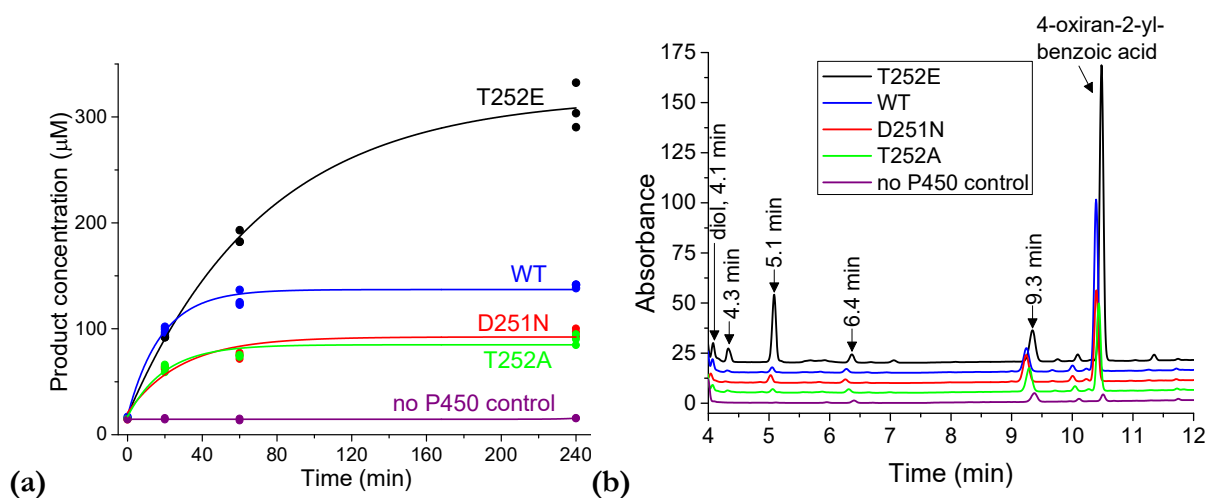 300
200
100
0
0 40 80 120 160 200 240
Product concentration (μM)
Time (min)
T252E
WT
D251N
T252A
no P450 control
(a)
4-oxiran-2-yl-
benzoic acid
175
150
125
100
75
50
25
0
Absorbance
T252E
WT
D251N
T252A
no P450 control
diol, 4.1 min
4.3 min
5.1 min
6.4 min
9.3 min
4 5 6 7 8 9 10 11 12
Time (min)
(b)